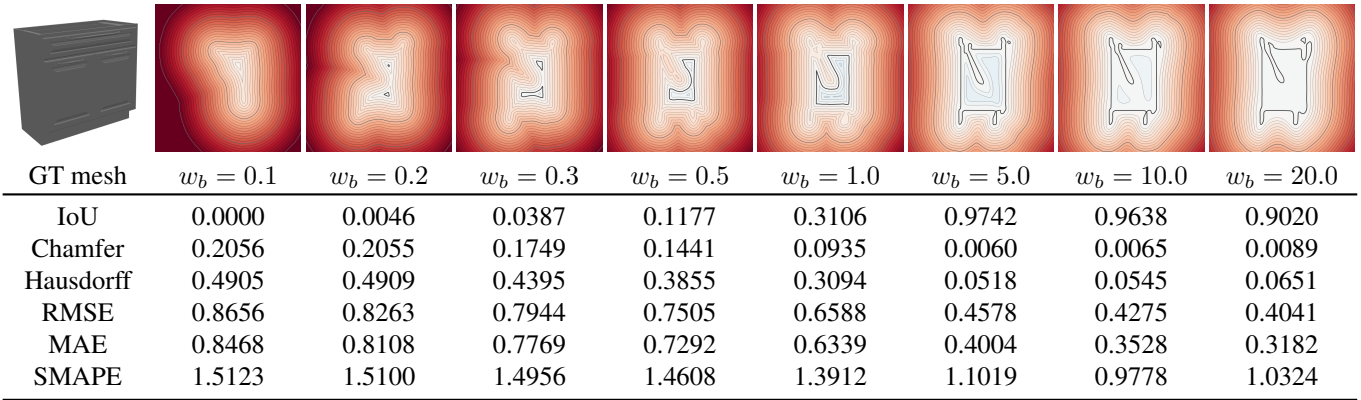 GT mesh w_b = 0.1 w_b = 0.2 w_b = 0.3 w_b = 0.5 w_b = 1.0 w_b = 5.0 w_b = 10.0 w_b = 20.0
IoU 0.0000 0.0046 0.0387 0.1177 0.3106 0.9742 0.9638 0.9020
Chamfer 0.2056 0.2055 0.1749 0.1441 0.0935 0.0060 0.0065 0.0089
Hausdorff 0.4905 0.4909 0.4395 0.3855 0.3094 0.0518 0.0545 0.0651
RMSE 0.8656 0.8263 0.7944 0.7505 0.6588 0.4578 0.4275 0.4041
MAE 0.8468 0.8108 0.7769 0.7292 0.6339 0.4004 0.3528 0.3182
SMAPE 1.5123 1.5100 1.4956 1.4608 1.3912 1.1019 0.9778 1.0324